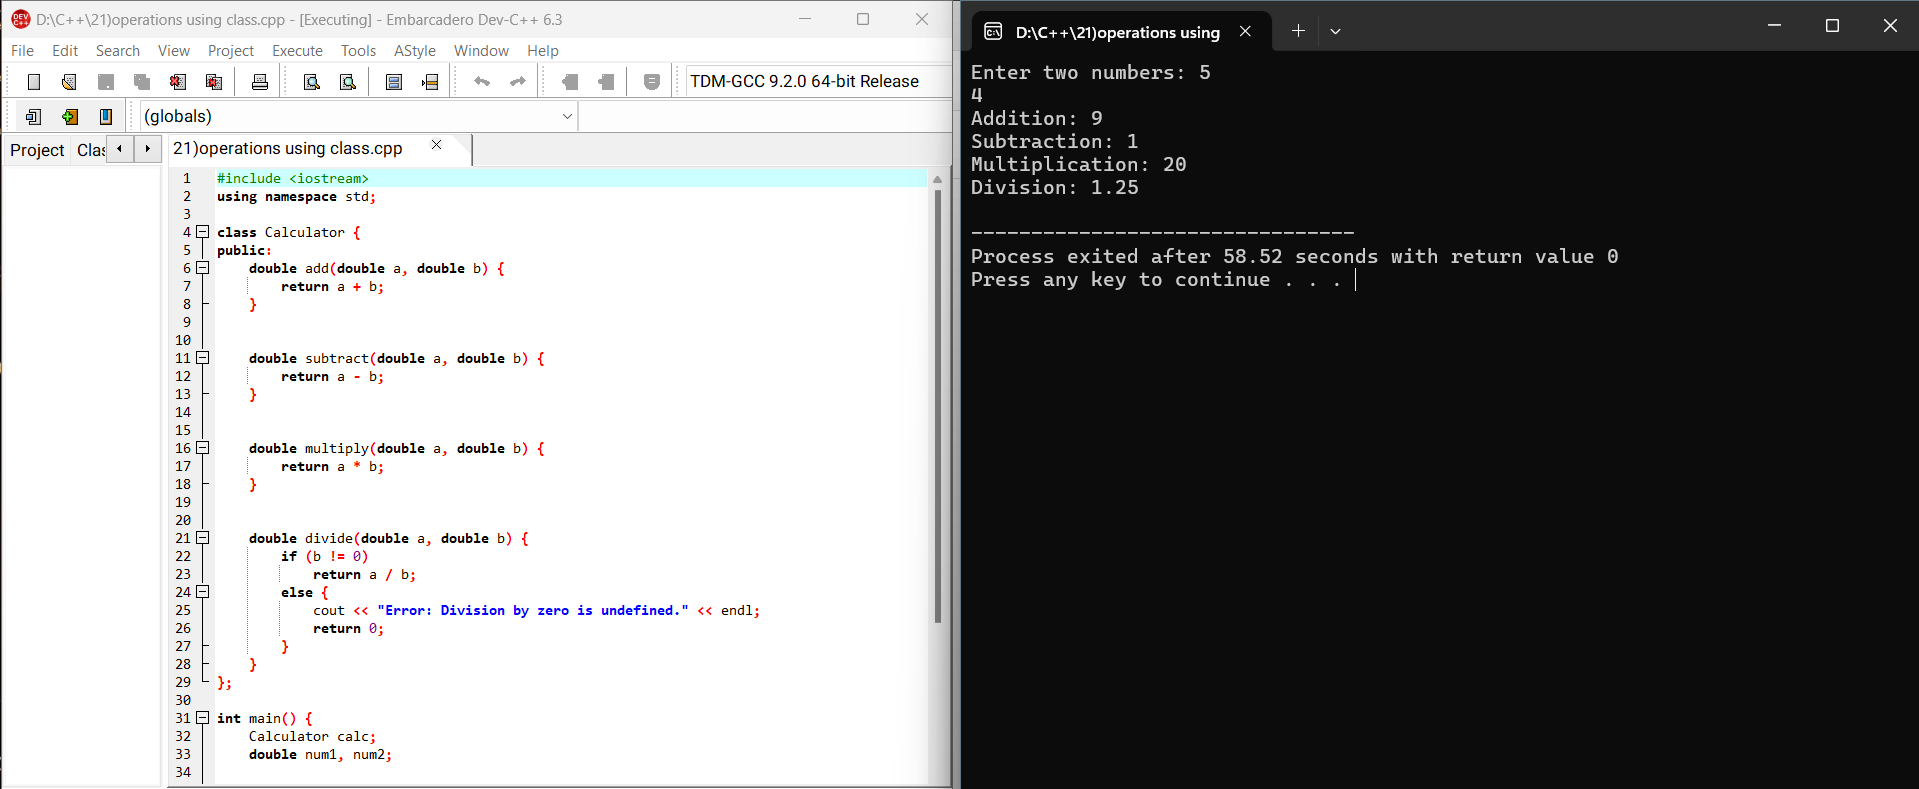 D:\C++\21)operations using class.cpp - [Executing] - Embarcadero Dev-C++ 6.3
File Edit Search View Project Execute Tools AStyle Window Help
TDM-GCC 9.2.0 64-bit Release
(globals)
Project Clas
21)operations using class.cpp
1 #include <iostream>
2 using namespace std;
3
4 class Calculator {
5 public:
6 double add(double a, double b) {
7 return a + b;
8 }
9
10
11 double subtract(double a, double b) {
12 return a - b;
13 }
14
15
16 double multiply(double a, double b) {
17 return a * b;
18 }
19
20
21 double divide(double a, double b) {
22 if (b != 0)
23 return a / b;
24 else {
25 cout << "Error: Division by zero is undefined." << endl;
26 return 0;
27 }
28 }
29 };
30
31 int main() {
32 Calculator calc;
33 double num1, num2;
34
D:\C++\21)operations using
Enter two numbers: 5
4
Addition: 9
Subtraction: 1
Multiplication: 20
Division: 1.25
--------------------------------
Process exited after 58.52 seconds with return value 0
Press any key to continue . . .